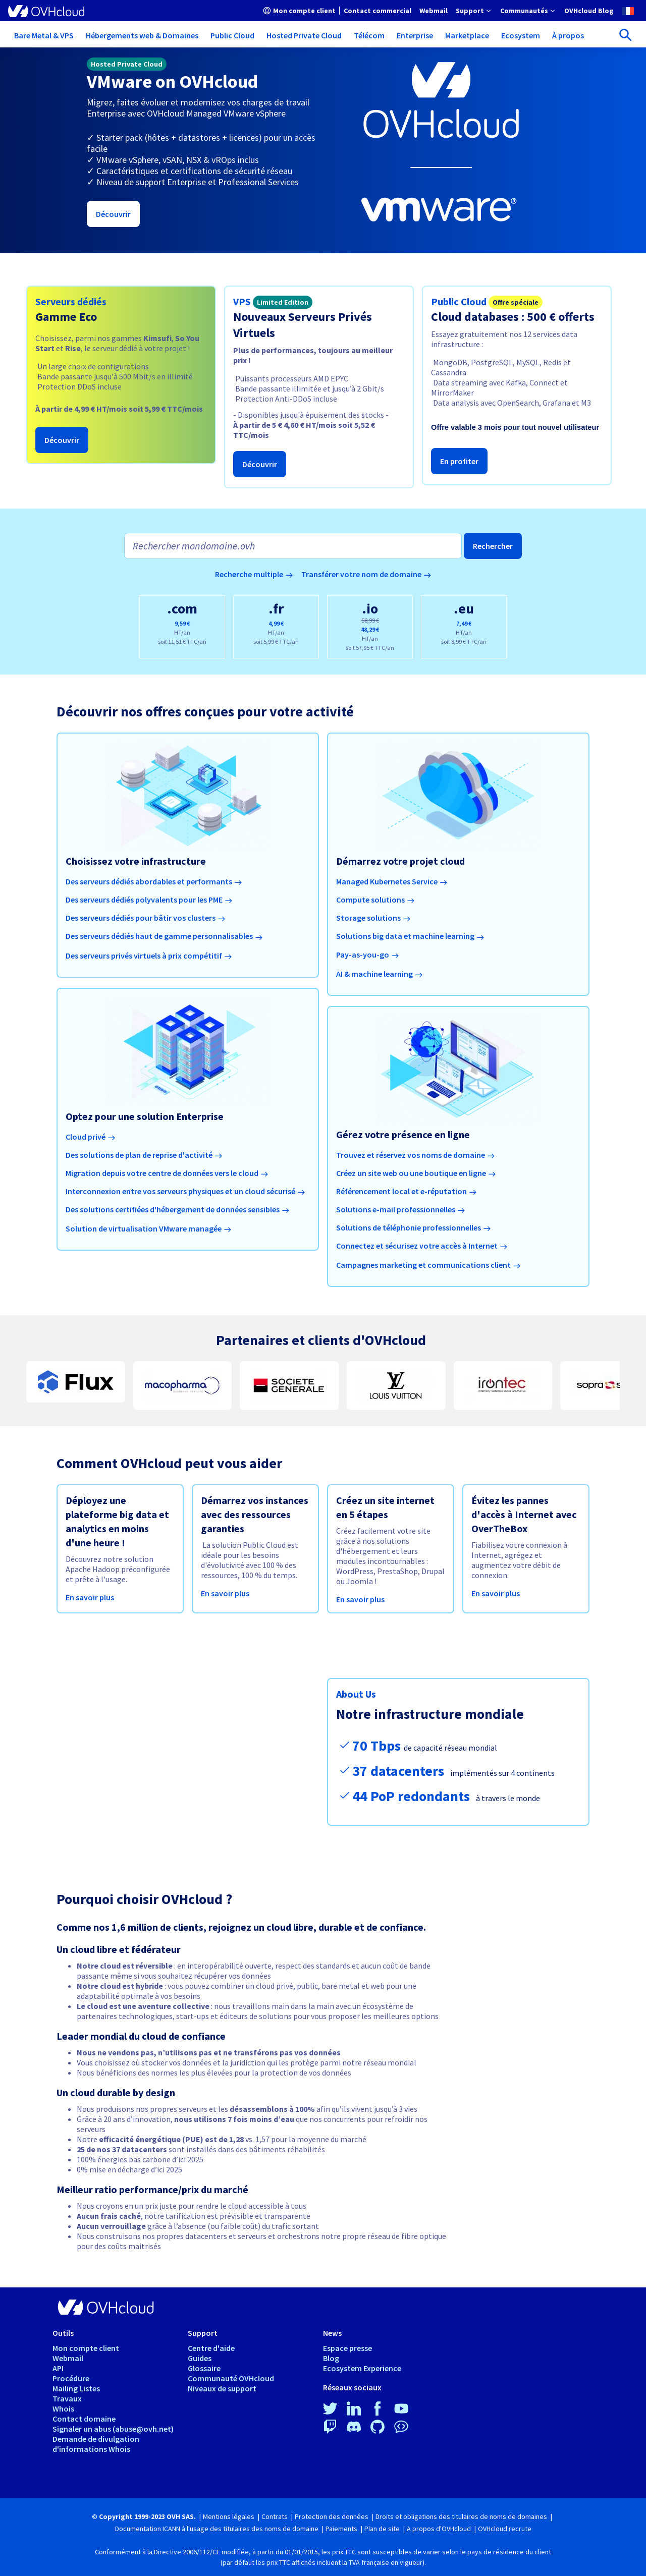 OVHcloud
Mon compte client | Contact commercial Webmail Support Communautés OVHcloud Blog
Bare Metal & VPS Hébergements web & Domaines Public Cloud Hosted Private Cloud Télécom Enterprise Marketplace Ecosystem À propos
Hosted Private Cloud
VMware on OVHcloud
Migrez, faites évoluer et modernisez vos charges de travail
Enterprise avec OVHcloud Managed VMware vSphere
✓ Starter pack (hôtes + datastores + licences) pour un accès
facile
✓ VMware vSphere, vSAN, NSX & vROps inclus
✓ Caractéristiques et certifications de sécurité réseau
✓ Niveau de support Enterprise et Professional Services
Découvrir
OVHcloud
vmware®
Serveurs dédiés
Gamme Eco
Choisissez, parmi nos gammes Kimsufi, So You
Start et Rise, le serveur dédié à votre projet !
Un large choix de configurations
Bande passante jusqu'à 500 Mbit/s en illimité
Protection DDoS incluse
À partir de 4,99 € HT/mois soit 5,99 € TTC/mois
Découvrir
VPS Limited Edition
Nouveaux Serveurs Privés
Virtuels
Plus de performances, toujours au meilleur
prix !
Puissants processeurs AMD EPYC
Bande passante illimitée et jusqu’à 2 Gbit/s
Protection Anti-DDoS incluse
- Disponibles jusqu'à épuisement des stocks -
À partir de 5 € 4,60 € HT/mois soit 5,52 €
TTC/mois
Découvrir
Public Cloud Offre spéciale
Cloud databases : 500 € offerts
Essayez gratuitement nos 12 services data
infrastructure :
MongoDB, PostgreSQL, MySQL, Redis et
Cassandra
Data streaming avec Kafka, Connect et
MirrorMaker
Data analysis avec OpenSearch, Grafana et M3
Offre valable 3 mois pour tout nouvel utilisateur
En profiter
Rechercher mondomaine.ovh
Rechercher
Recherche multiple → Transférer votre nom de domaine →
.com
9,59 €
HT/an
soit 11,51 € TTC/an
.fr
4,99 €
HT/an
soit 5,99 € TTC/an
.io
58,99 €
48,29 €
HT/an
soit 57,95 € TTC/an
.eu
7,49 €
HT/an
soit 8,99 € TTC/an
Découvrir nos offres conçues pour votre activité
Choisissez votre infrastructure
Des serveurs dédiés abordables et performants →
Des serveurs dédiés polyvalents pour les PME →
Des serveurs dédiés pour bâtir vos clusters →
Des serveurs dédiés haut de gamme personnalisables →
Des serveurs privés virtuels à prix compétitif →
Démarrez votre projet cloud
Managed Kubernetes Service →
Compute solutions →
Storage solutions →
Solutions big data et machine learning →
Pay-as-you-go →
AI & machine learning →
Optez pour une solution Enterprise
Cloud privé →
Des solutions de plan de reprise d'activité →
Migration depuis votre centre de données vers le cloud →
Interconnexion entre vos serveurs physiques et un cloud sécurisé →
Des solutions certifiées d'hébergement de données sensibles →
Solution de virtualisation VMware managée →
Gérez votre présence en ligne
Trouvez et réservez vos noms de domaine →
Créez un site web ou une boutique en ligne →
Référencement local et e-réputation →
Solutions e-mail professionnelles →
Solutions de téléphonie professionnelles →
Connectez et sécurisez votre accès à Internet →
Campagnes marketing et communications client →
Partenaires et clients d'OVHcloud
Flux
macopharma
SOCIETE
GENERALE
LOUIS VUITTON
irontec
sopra s
Comment OVHcloud peut vous aider
Déployez une
plateforme big data et
analytics en moins
d'une heure !
Découvrez notre solution
Apache Hadoop préconfigurée
et prête à l’usage.
En savoir plus
Démarrez vos instances
avec des ressources
garanties
La solution Public Cloud est
idéale pour les besoins
d'évolutivité avec 100 % des
ressources, 100 % du temps.
En savoir plus
Créez un site internet
en 5 étapes
Créez facilement votre site
grâce à nos solutions
d'hébergement et leurs
modules incontournables :
WordPress, PrestaShop, Drupal
ou Joomla !
En savoir plus
Évitez les pannes
d'accès à Internet avec
OverTheBox
Fiabilisez votre connexion à
Internet, agrégez et
augmentez votre débit de
connexion.
En savoir plus
About Us
Notre infrastructure mondiale
70 Tbps de capacité réseau mondial
37 datacenters implémentés sur 4 continents
44 PoP redondants à travers le monde
Pourquoi choisir OVHcloud ?
Comme nos 1,6 million de clients, rejoignez un cloud libre, durable et de confiance.
Un cloud libre et fédérateur
• Notre cloud est réversible : en interopérabilité ouverte, respect des standards et aucun coût de bande
passante même si vous souhaitez récupérer vos données
• Notre cloud est hybride : vous pouvez combiner un cloud privé, public, bare metal et web pour une
adaptabilité optimale à vos besoins
• Le cloud est une aventure collective : nous travaillons main dans la main avec un écosystème de
partenaires technologiques, start-ups et éditeurs de solutions pour vous proposer les meilleures options
Leader mondial du cloud de confiance
• Nous ne vendons pas, n’utilisons pas et ne transférons pas vos données
• Vous choisissez où stocker vos données et la juridiction qui les protège parmi notre réseau mondial
• Nous bénéficions des normes les plus élevées pour la protection de vos données
Un cloud durable by design
• Nous produisons nos propres serveurs et les désassemblons à 100% afin qu’ils vivent jusqu’à 3 vies
• Grâce à 20 ans d’innovation, nous utilisons 7 fois moins d’eau que nos concurrents pour refroidir nos
serveurs
• Notre efficacité énergétique (PUE) est de 1,28 vs. 1,57 pour la moyenne du marché
• 25 de nos 37 datacenters sont installés dans des bâtiments réhabilités
• 100% énergies bas carbone d’ici 2025
• 0% mise en décharge d’ici 2025
Meilleur ratio performance/prix du marché
• Nous croyons en un prix juste pour rendre le cloud accessible à tous
• Aucun frais caché, notre tarification est prévisible et transparente
• Aucun verrouillage grâce à l’absence (ou faible coût) du trafic sortant
• Nous construisons nos propres datacenters et serveurs et orchestrons notre propre réseau de fibre optique
pour des coûts maitrisés
OVHcloud
Outils
Mon compte client
Webmail
API
Procédure
Mailing Listes
Travaux
Whois
Contact domaine
Signaler un abus (abuse@ovh.net)
Demande de divulgation
d'informations Whois
Support
Centre d'aide
Guides
Glossaire
Communauté OVHcloud
Niveaux de support
News
Espace presse
Blog
Ecosystem Experience
Réseaux sociaux
© Copyright 1999-2023 OVH SAS. | Mentions légales | Contrats | Protection des données | Droits et obligations des titulaires de noms de domaines |
Documentation ICANN à l'usage des titulaires des noms de domaine | Paiements | Plan de site | A propos d'OVHcloud | OVHcloud recrute
Conformément à la Directive 2006/112/CE modifiée, à partir du 01/01/2015, les prix TTC sont susceptibles de varier selon le pays de résidence du client
(par défaut les prix TTC affichés incluent la TVA française en vigueur).